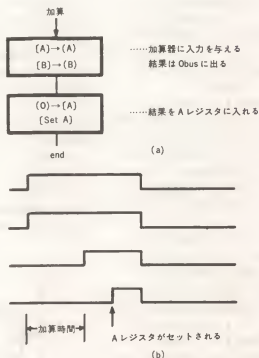 加算
[A]→(A)
[B]→(B)
……加算器に入力を与える
結果は Obus に出る
(O)→[A]
[Set A]
……結果をAレジスタに入れる
end
(a)
加算時間
Aレジスタがセットされる
(b)